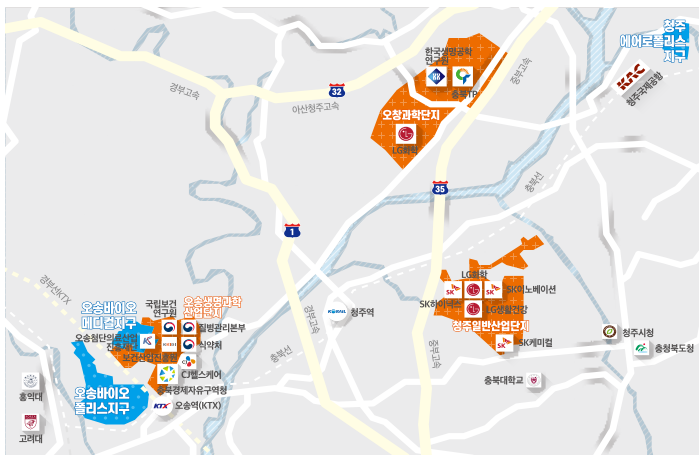 청주
에어로폴리스
지구
KAC
청주국제공항
한국생명공학
연구원
충북TP
오창과학단지
LG화학
경부고속
32
아산청주고속
중부고속
35
충북선
1
경부선KTX
오송바이오
메디컬지구
국립보건
연구원
오송생명과학
산업단지
질병관리본부
오송첨단의료산업
진흥재단
식약처
보건산업진흥원
CJ
CJ헬스케어
충북경제자유구역청
오송바이오
폴리스지구
KTX 오송역(KTX)
홍익대
고려대
경부고속
충북선
KORAIL 청주역
LG화학
SK SK SK이노베이션
SK하이닉스
LG생활건강
청주일반산업단지
SK SK케미컬
중부고속
청주시청
충청북도청
충북대학교